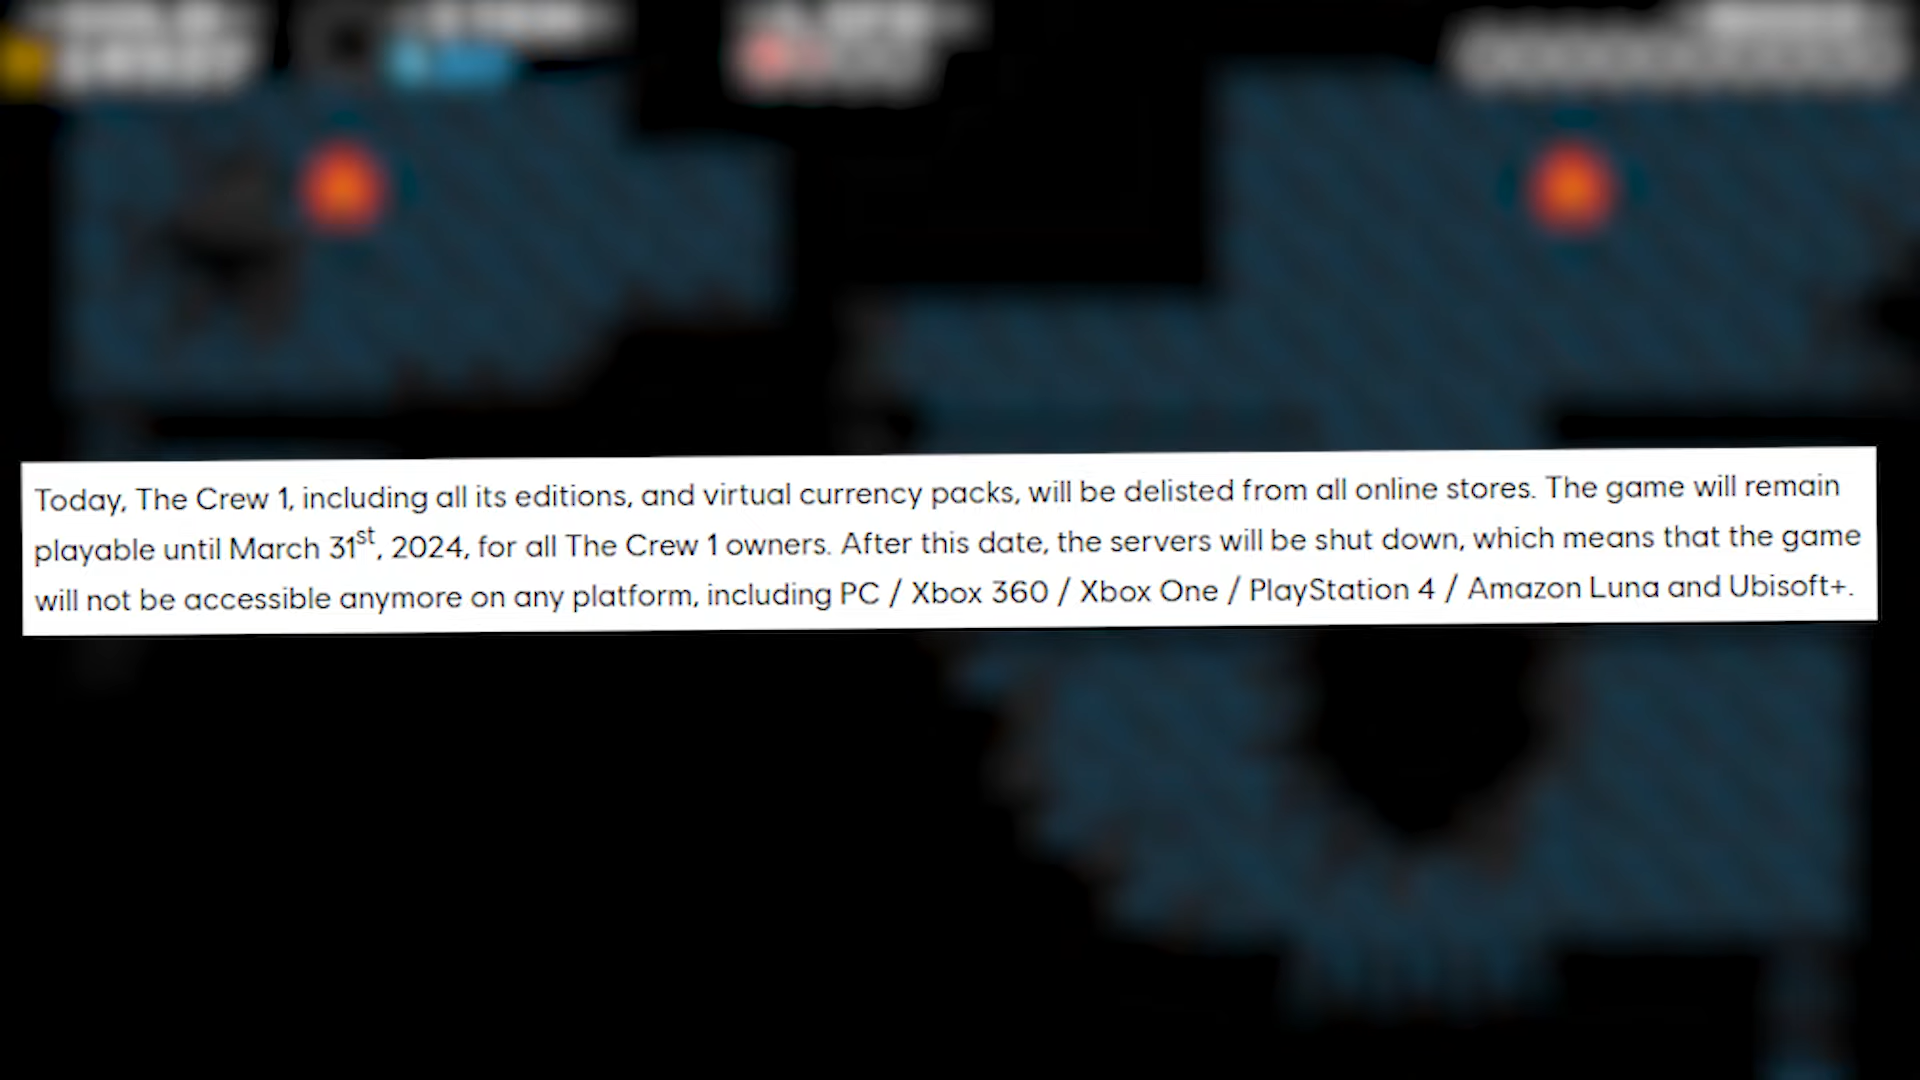 Today, The Crew 1, including all its editions, and virtual currency packs, will be delisted from all online stores. The game will remain
playable until March 31st, 2024, for all The Crew 1 owners. After this date, the servers will be shut down, which means that the game
will not be accessible anymore on any platform, including PC / Xbox 360 / Xbox One / PlayStation 4 / Amazon Luna and Ubisoft+.